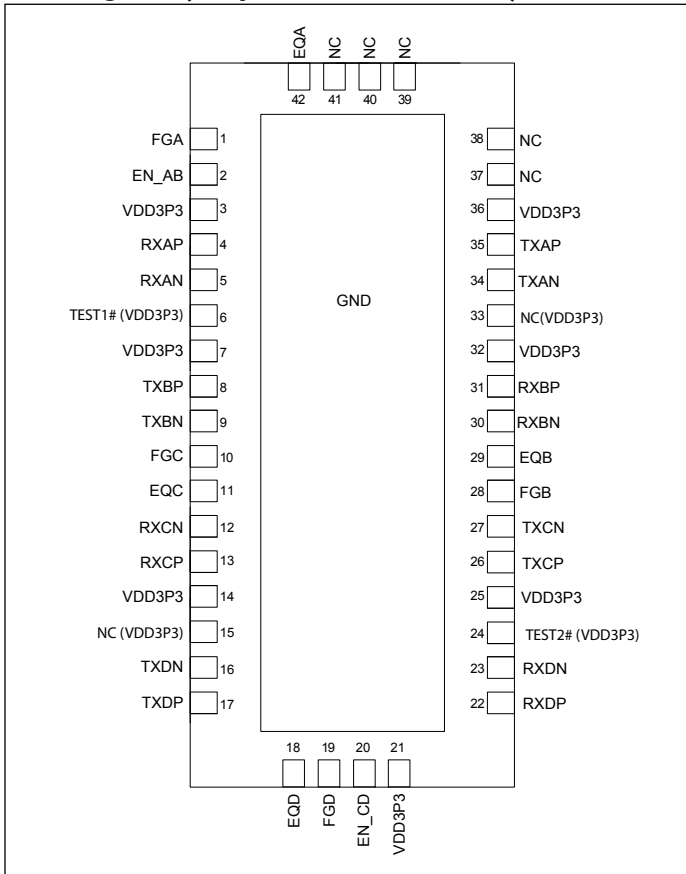 EQA NC NC NC
42 41 40 39
FGA 1 38 NC
EN_AB 2 37 NC
VDD3P3 3 36 VDD3P3
RXAP 4 35 TXAP
RXAN 5 34 TXAN
GND
TEST1# (VDD3P3) 6 33 NC(VDD3P3)
VDD3P3 7 32 VDD3P3
TXBP 8 31 RXBP
TXBN 9 30 RXBN
FGC 10 29 EQB
EQC 11 28 FGB
RXCN 12 27 TXCN
RXCP 13 26 TXCP
VDD3P3 14 25 VDD3P3
NC (VDD3P3) 15 24 TEST2# (VDD3P3)
TXDN 16 23 RXDN
TXDP 17 22 RXDP
18 19 20 21
EQD FGD EN_CD VDD3P3